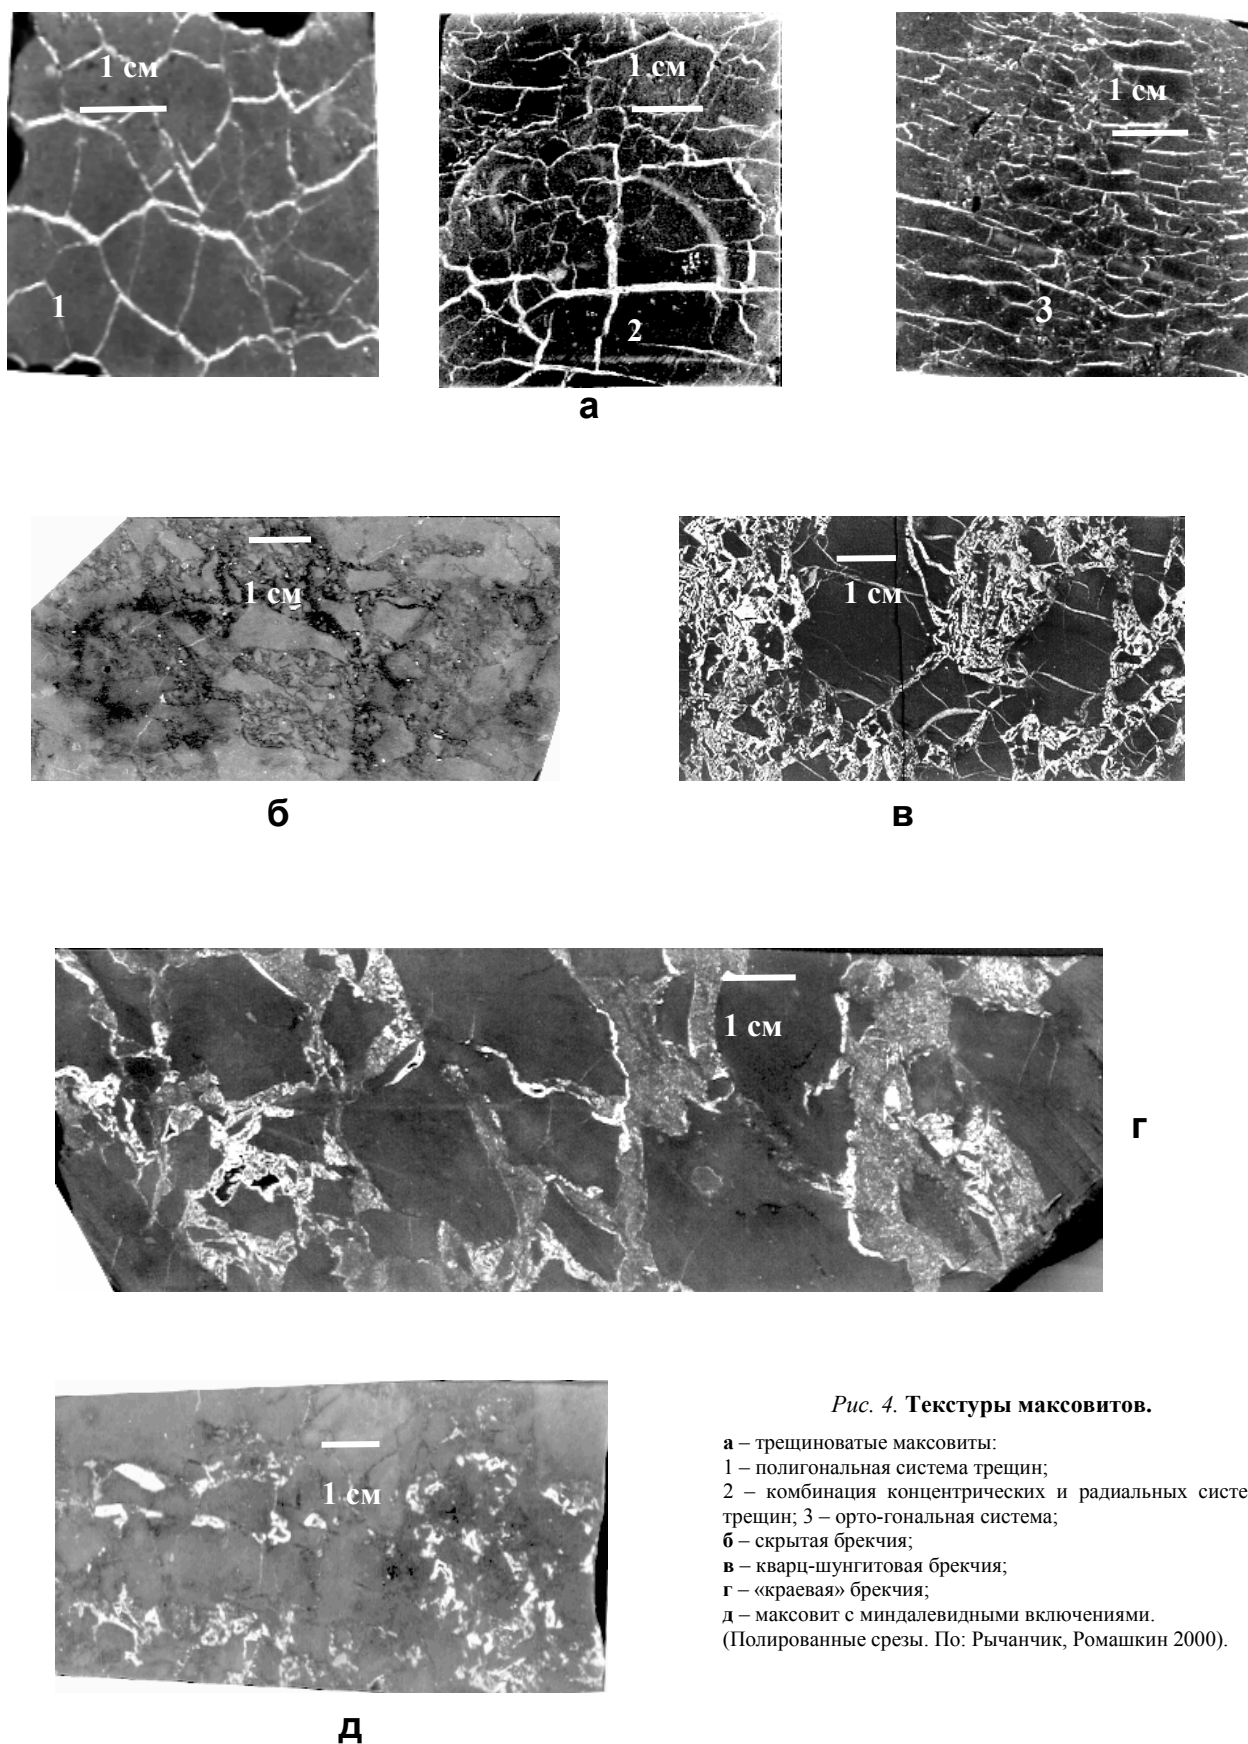 1 см
1 см
1 см
1
2
3
а
1 см
1 см
б
в
1 см
г
1 см
д
Рис. 4. Текстуры максовитов.
а – трещиноватые максовиты:
1 – полигональная система трещин;
2 – комбинация концентрических и радиальных систе
трещин; 3 – орто-гональная система;
б – скрытая брекчия;
в – кварц-шунгитовая брекчия;
г – «краевая» брекчия;
д – максовит с миндалевидными включениями.
(Полированные срезы. По: Рычанчик, Ромашкин 2000).